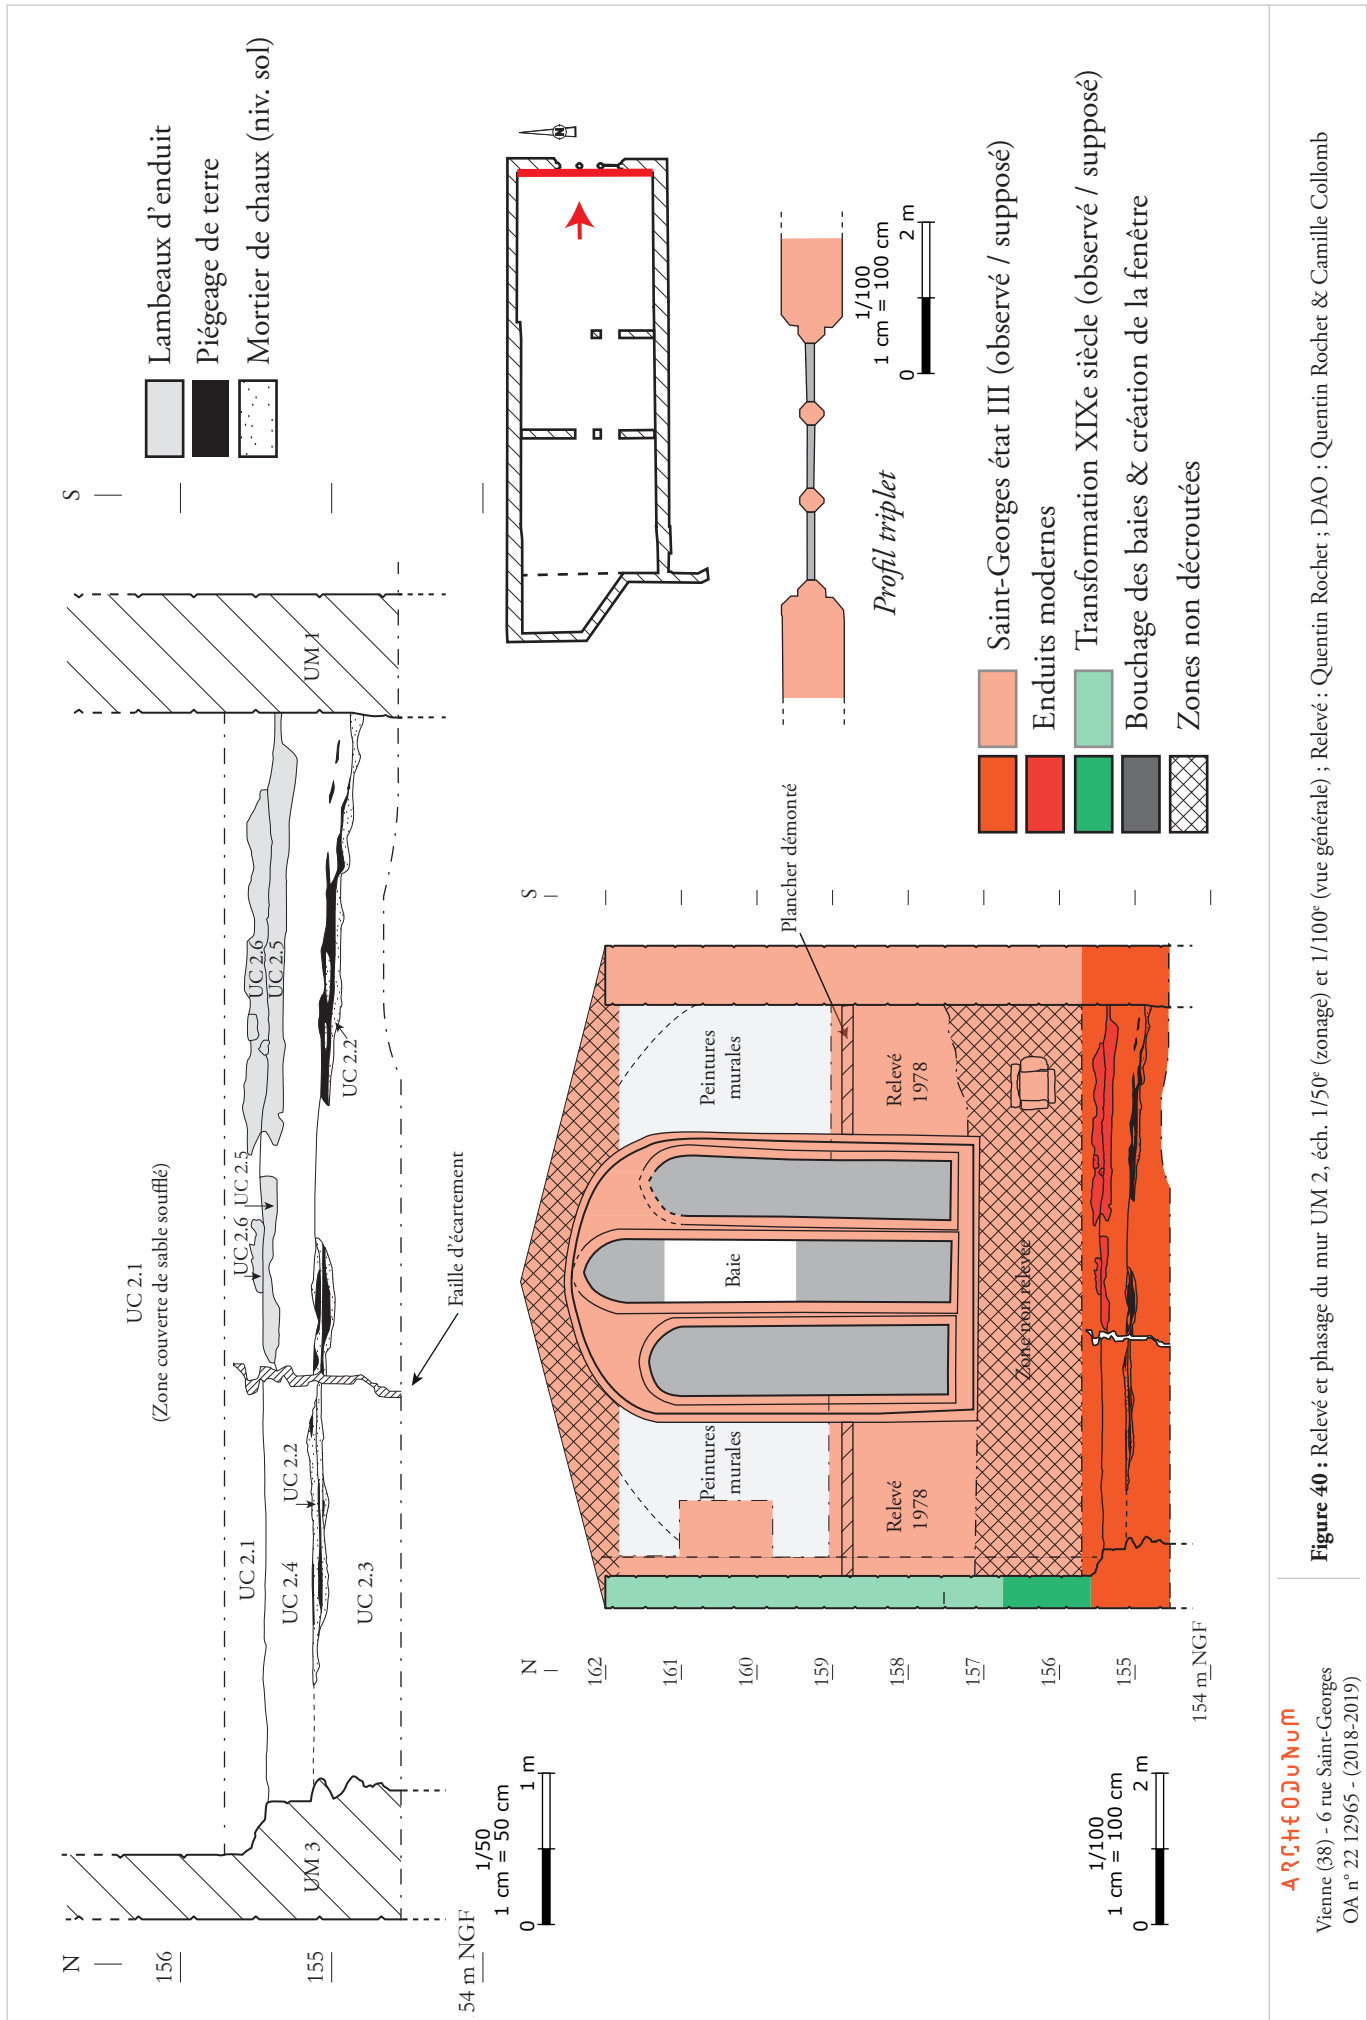 N
S
156
155
54 m NGF
UM 3
UM 1
UC 2.1
(Zone couverte de sable soufflé)
UC 2.1
UC 2.4
UC 2.3
UC 2.2
UC 2.6
UC 2.5
UC 2.6
UC 2.5
UC 2.2
Faille d'écartement
Lambeaux d'enduit
Piégeage de terre
Mortier de chaux (niv. sol)
1/50
1 cm = 50 cm
0
1 m
N
Profil triplet
1/100
1 cm = 100 cm
0
2 m
N
S
162
161
160
159
158
157
156
155
154 m NGF
Peintures
murales
Peintures
murales
Baie
Relevé
1978
Relevé
1978
Zone non relevée
Plancher démonté
1/100
1 cm = 100 cm
0
2 m
Saint-Georges état III (observé / supposé)
Enduits modernes
Transformation XIXe siècle (observé / supposé)
Bouchage des baies & création de la fenêtre
Zones non décroutées
ARCHEODUNUM
Vienne (38) - 6 rue Saint-Georges
OA n° 22 12965 - (2018-2019)
Figure 40 : Relevé et phasage du mur UM 2, éch. 1/50e (zonage) et 1/100e (vue générale) ; Relevé : Quentin Rochet ; DAO : Quentin Rochet & Camille Collomb